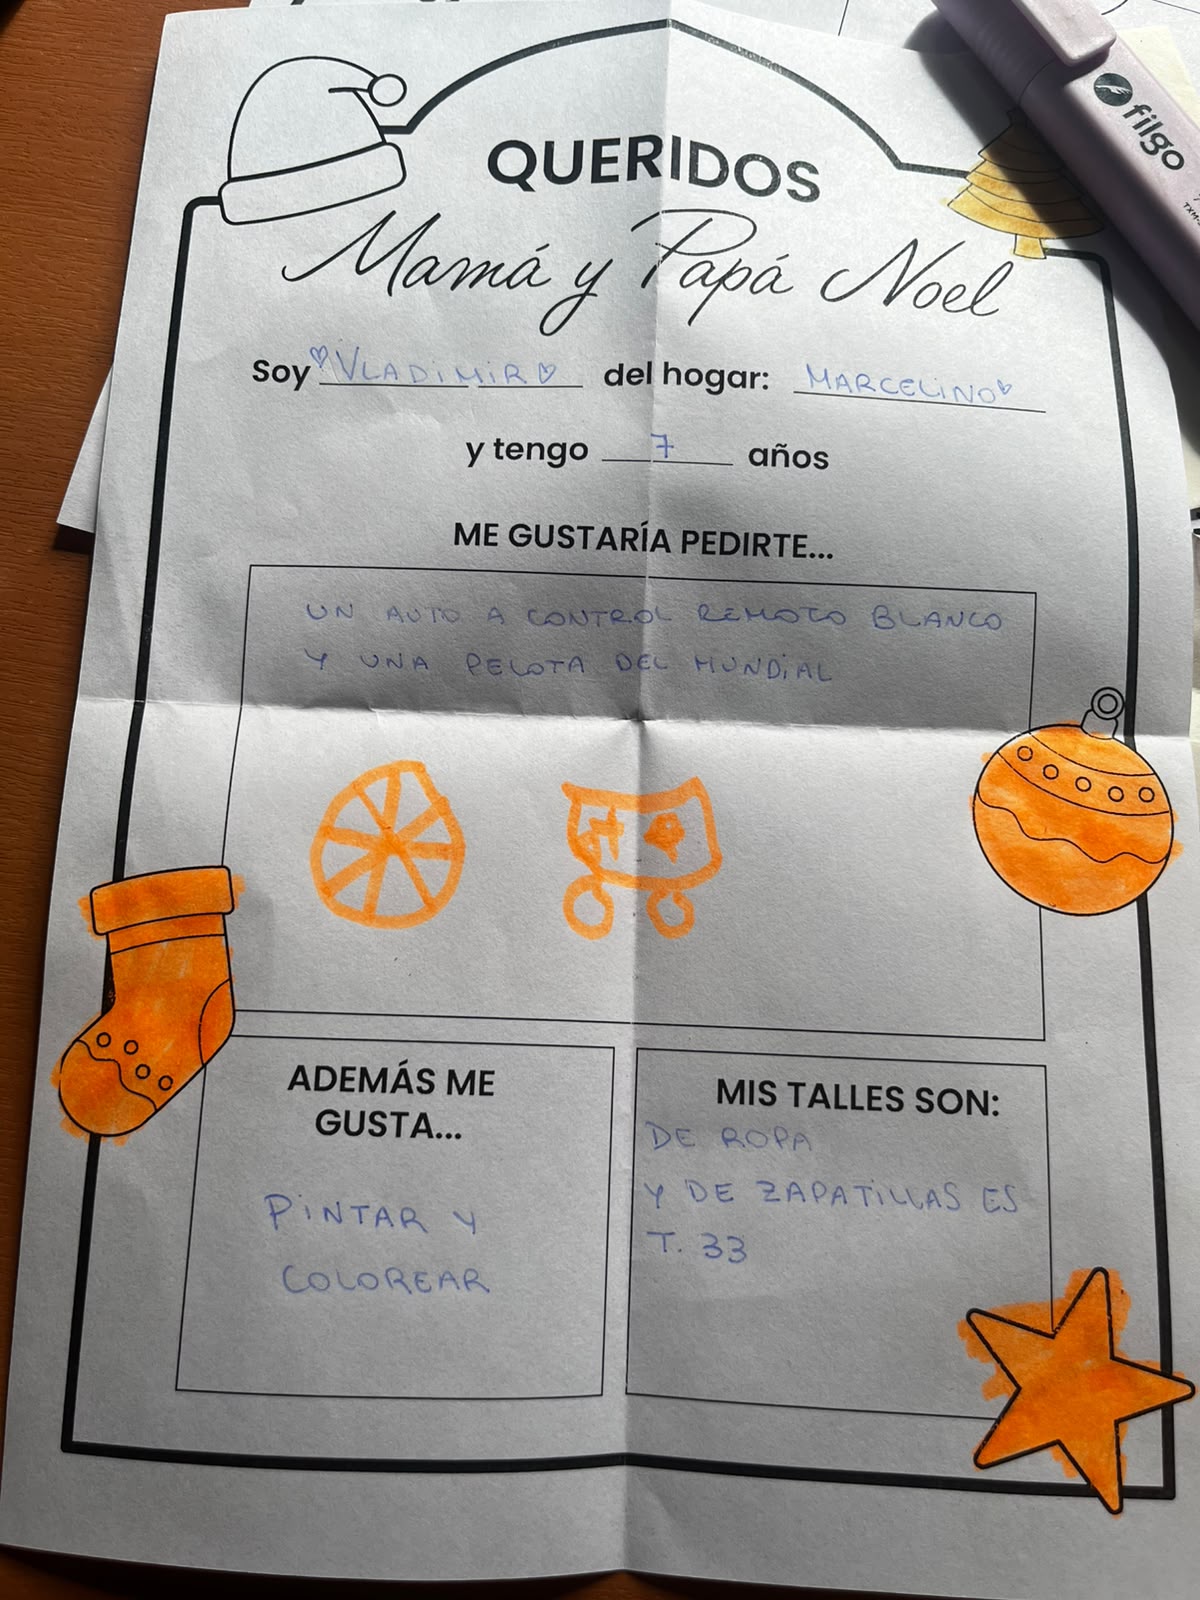 QUERIDOS
Mamá y Papá Noel
Soy VLADIMIR del hogar: MARCELINO
y tengo 7 años
ME GUSTARÍA PEDIRTE...
UN AUTO A CONTROL REMOTO BLANCO
Y UNA PELOTA DEL MUNDIAL
ADEMÁS ME
GUSTA...
PINTAR Y
COLOREAR
MIS TALLES SON:
DE ROPA
Y DE ZAPATILLAS ES
T. 33
filgo